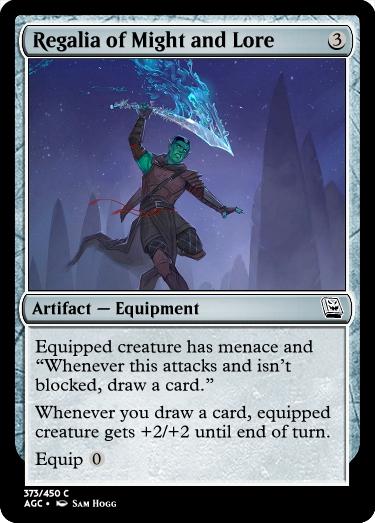 Regalia of Might and Lore 3
Artifact — Equipment
Equipped creature has menace and
“Whenever this attacks and isn’t
blocked, draw a card.”
Whenever you draw a card, equipped
creature gets +2/+2 until end of turn.
Equip 0
373/450 C
AGC • Sam Hogg